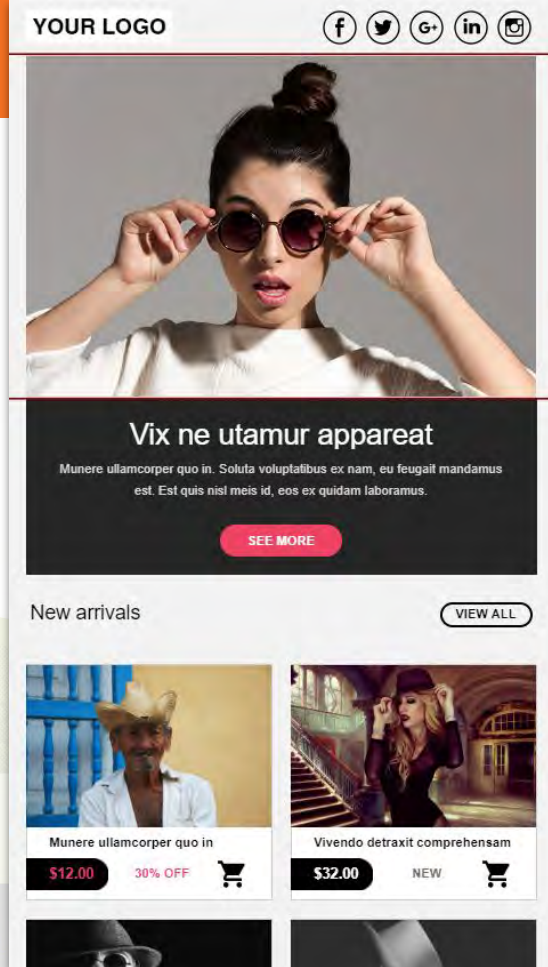 YOUR LOGO
f G+ in
Vix ne utamur appareat
Munere ullamcorper quo in. Soluta voluptatibus ex nam, eu feugait mandamus
est. Est quis nisl meis id, eos ex quidam laboramus.
SEE MORE
New arrivals
VIEW ALL
Munere ullamcorper quo in
$12.00 30% OFF
Vivendo detraxit comprehensam
$32.00 NEW